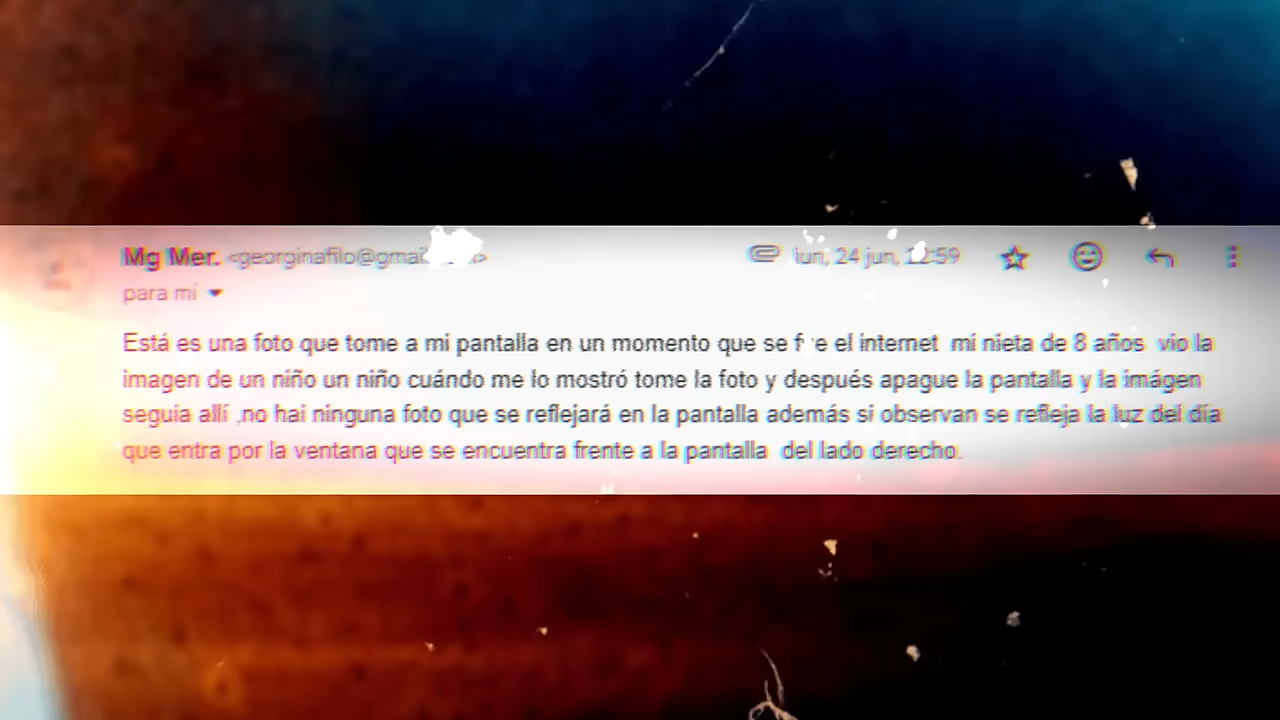 Mg Mer. <georginafilo@gmai
lun, 24 jun, 12:59
para mí
Está es una foto que tome a mi pantalla en un momento que se el internet mi nieta de 8 años vio la
imagen de un niño un niño cuándo me lo mostró tome la foto y después apague la pantalla y la imágen
seguia allí ,no hai ninguna foto que se reflejará en la pantalla además si observan se refleja la luz del día
que entra por la ventana que se encuentra frente a la pantalla del lado derecho.